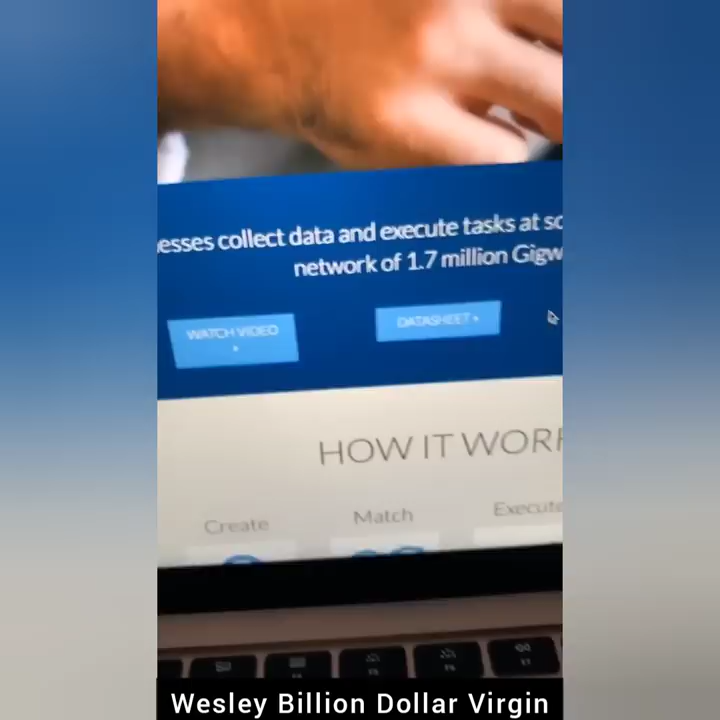 esses collect data and execute tasks at sc
network of 1.7 million Gigw
WATCH VIDEO
DATASHEET »
HOW IT WOR
Create
Match
Execute
Wesley Billion Dollar Virgin